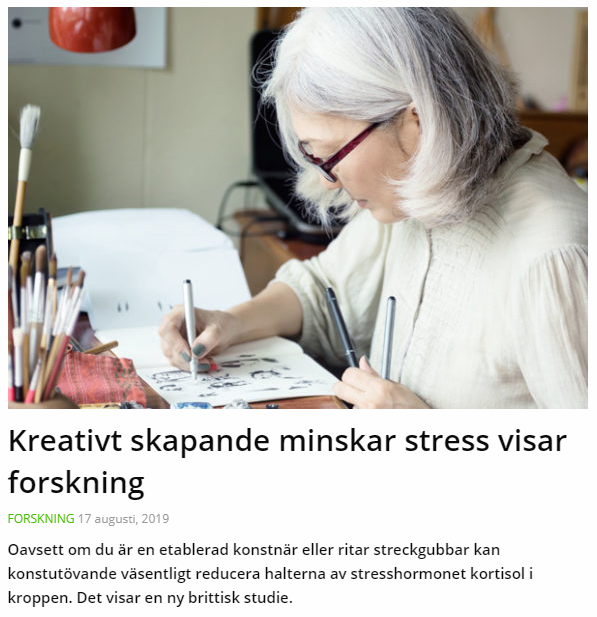 Kreativt skapande minskar stress visar
forskning
FORSKNING 17 augusti, 2019
Oavsett om du är en etablerad konstnär eller ritar streckgubbar kan
konstutövande väsentligt reducera halterna av stresshormonet kortisol i
kroppen. Det visar en ny brittisk studie.